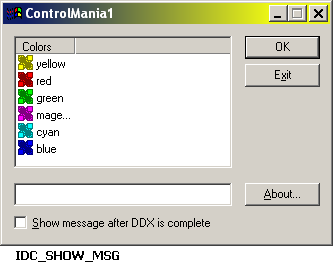 ControlMania1
Colors
OK
yellow
Exit
red
green
mage...
cyan
blue
About...
Show message after DDX is complete
IDC_SHOW_MSG